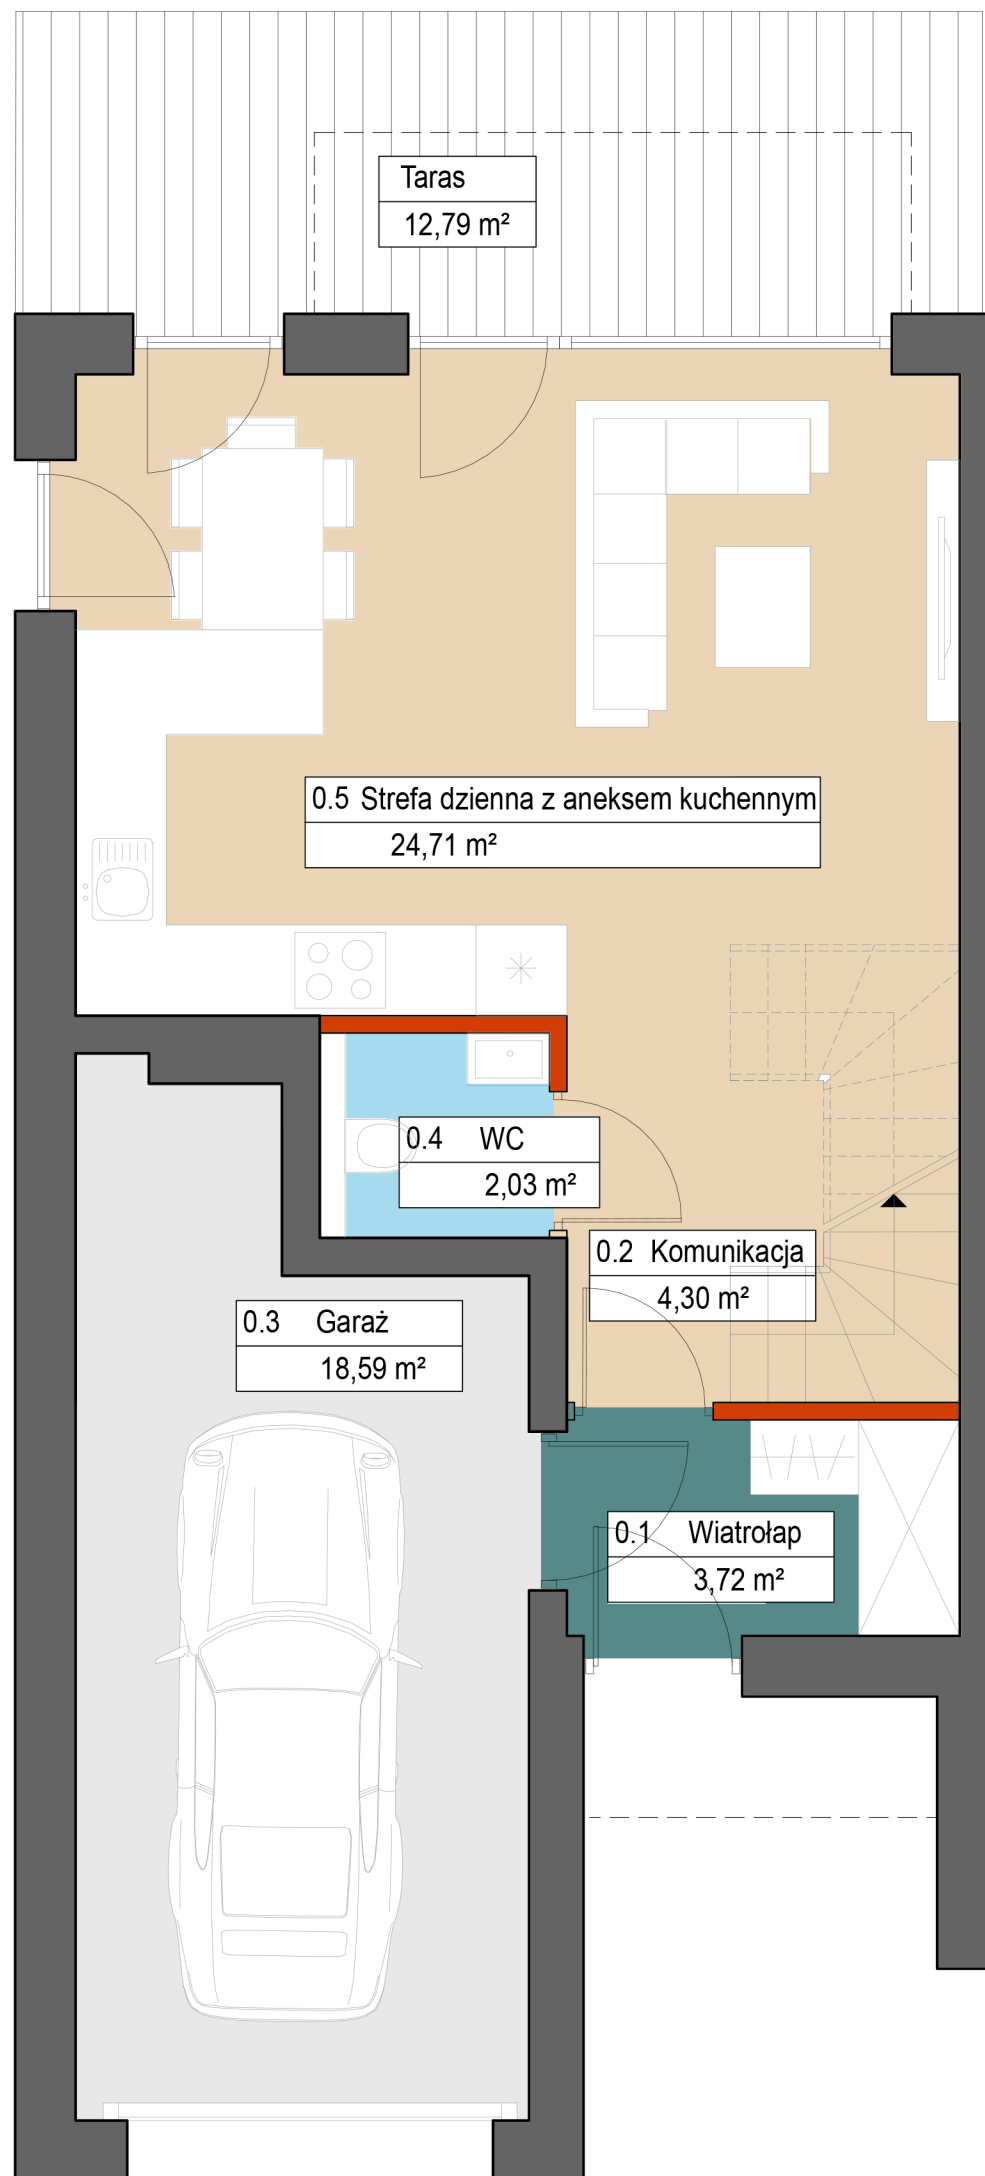 Taras
12,79 m²
0.5 Strefa dzienna z aneksem kuchennym
24,71 m²
0.4 WC
2,03 m²
0.2 Komunikacja
4,30 m²
0.3 Garaż
18,59 m²
0.1 Wiatrołap
3,72 m²